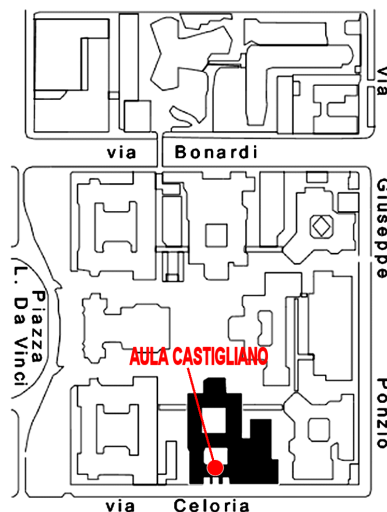 via Bonardi
Via Giuseppe Ponzio
Piazza
L. Da Vinci
AULA CASTIGLIANO
via Celoria